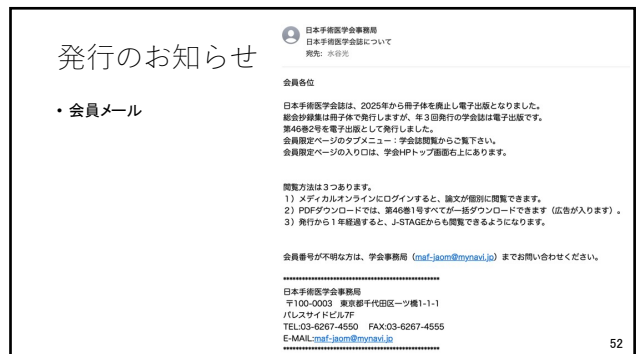 発行のお知らせ
• 会員メール
日本手術医学会事務局
日本手術医学会誌について
宛先: 水谷光
会員各位
日本手術医学会誌は、2025年から冊子体を廃止し電子出版となりました。
総会抄録集は冊子体で発行しますが、年３回発行の学会誌は電子出版です。
第46巻2号を電子出版として発行しました。
会員限定ページのタブメニュー：学会誌閲覧からご覧下さい。
会員限定ページの入り口は、学会HPトップ画面右上にあります。
閲覧方法は３つあります。
１）メディカルオンラインにログインすると、論文が個別に閲覧できます。
２）PDFダウンロードでは、第46巻1号すべてが一括ダウンロードできます（広告が入ります）。
３）発行から１年経過すると、J-STAGEからも閲覧できるようになります。
会員番号が不明な方は、学会事務局（maf-jaom@mynavi.jp）までお問い合わせください。
**************************************************
日本手術医学会事務局
〒100-0003　東京都千代田区一ツ橋1-1-1
パレスサイドビル7F
TEL:03-6267-4550　FAX:03-6267-4555
E-MAIL:maf-jaom@mynavi.jp
**************************************************
52